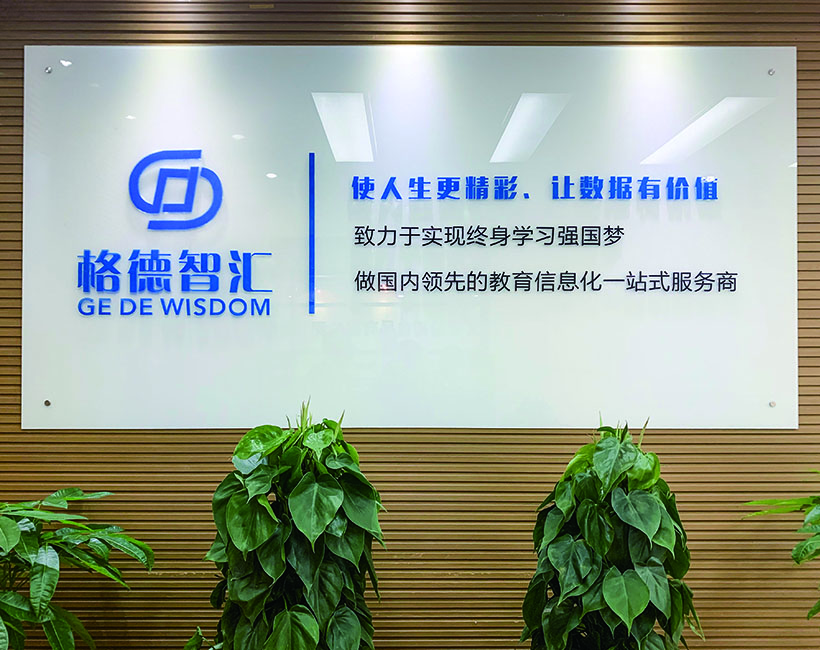 格德智汇
GE DE WISDOM
使人生更精彩、让数据有价值
致力于实现终身学习强国梦
做国内领先的教育信息化一站式服务商